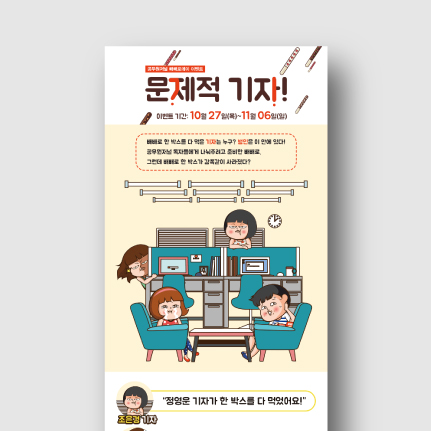 공무원저널 빼빼로데이 이벤트
문제적 기자!
이벤트 기간: 10월 27일(목)~11월 06일(일)
빼빼로 한 박스를 다 먹은 기자는 누구? 범인은 이 안에 있다!
공무원저널 독자들에게 나눠주려고 준비한 빼빼로,
그런데 빼빼로 한 박스가 감쪽같이 사라졌다?
"정영운 기자가 한 박스를 다 먹었어요!"
조은경 기자